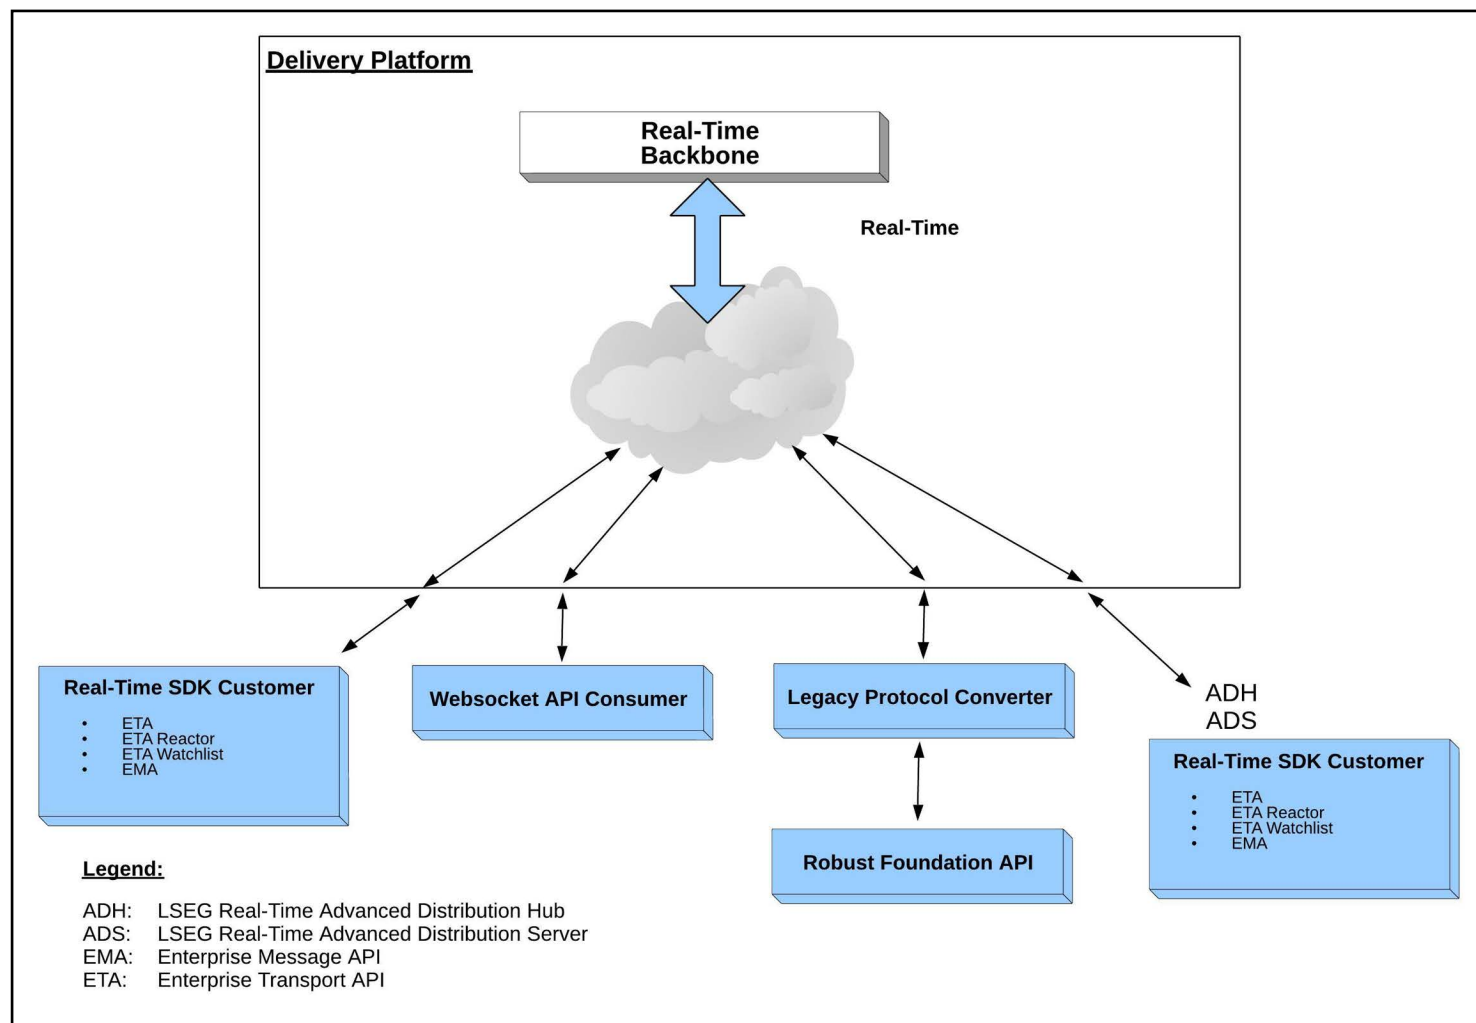 Delivery Platform
Real-Time
Backbone
Real-Time
Real-Time SDK Customer
• ETA
• ETA Reactor
• ETA Watchlist
• EMA
Websocket API Consumer
Legacy Protocol Converter
Robust Foundation API
ADH
ADS
Real-Time SDK Customer
• ETA
• ETA Reactor
• ETA Watchlist
• EMA
Legend:
ADH: LSEG Real-Time Advanced Distribution Hub
ADS: LSEG Real-Time Advanced Distribution Server
EMA: Enterprise Message API
ETA: Enterprise Transport API